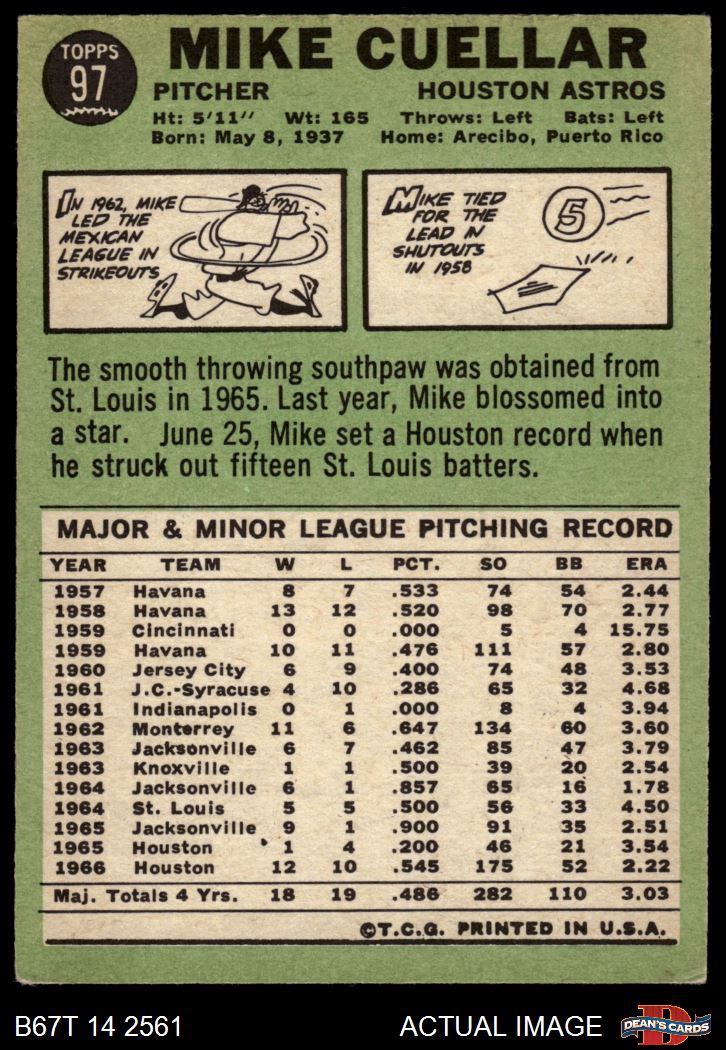 TOPPS
97
MIKE CUELLAR
PITCHER HOUSTON ASTROS
Ht: 5'11" Wt: 165 Throws: Left Bats: Left
Born: May 8, 1937 Home: Arecibo, Puerto Rico
IN 1962, MIKE
LED THE
MEXICAN
LEAGUE IN
STRIKEOUTS
MIKE TIED
FOR THE
LEAD IN
SHUTOUTS
IN 1958
5
The smooth throwing southpaw was obtained from
St. Louis in 1965. Last year, Mike blossomed into
a star. June 25, Mike set a Houston record when
he struck out fifteen St. Louis batters.
MAJOR & MINOR LEAGUE PITCHING RECORD
YEAR TEAM W L PCT. SO BB ERA
1957 Havana 8 7 .533 74 54 2.44
1958 Havana 13 12 .520 98 70 2.77
1959 Cincinnati 0 0 .000 5 4 15.75
1959 Havana 10 11 .476 111 57 2.80
1960 Jersey City 6 9 .400 74 48 3.53
1961 J.C.-Syracuse 4 10 .286 65 32 4.68
1961 Indianapolis 0 1 .000 8 4 3.94
1962 Monterrey 11 6 .647 134 60 3.60
1963 Jacksonville 6 7 .462 85 47 3.79
1963 Knoxville 1 1 .500 39 20 2.54
1964 Jacksonville 6 1 .857 65 16 1.78
1964 St. Louis 5 5 .500 56 33 4.50
1965 Jacksonville 9 1 .900 91 35 2.51
1965 Houston 1 4 .200 46 21 3.54
1966 Houston 12 10 .545 175 52 2.22
Maj. Totals 4 Yrs. 18 19 .486 282 110 3.03
©T.C.G. PRINTED IN U.S.A.
B67T 14 2561 ACTUAL IMAGE
D
DEAN'S CARDS